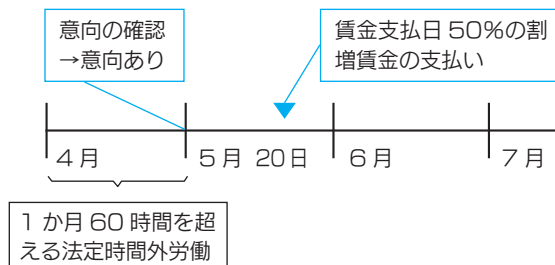 意向の確認
→意向あり
賃金支払日 50%の割
増賃金の支払い
4月
5月 20日
6月
7月
1 か月 60 時間を超
える法定時間外労働